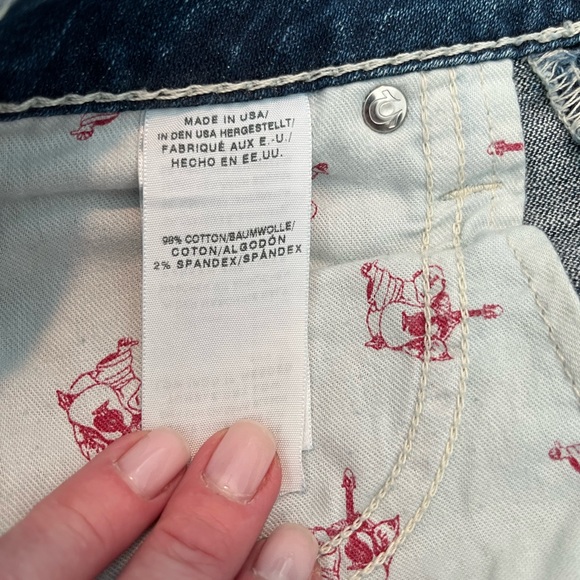 MADE IN USA/
IN DEN USA HERGESTELLT/
FABRIQUÉ AUX E.-U./
HECHO EN EE.UU.
98% COTTON/BAUMWOLLE/
COTON/ALGODÓN
2% SPANDEX/SPANDEX